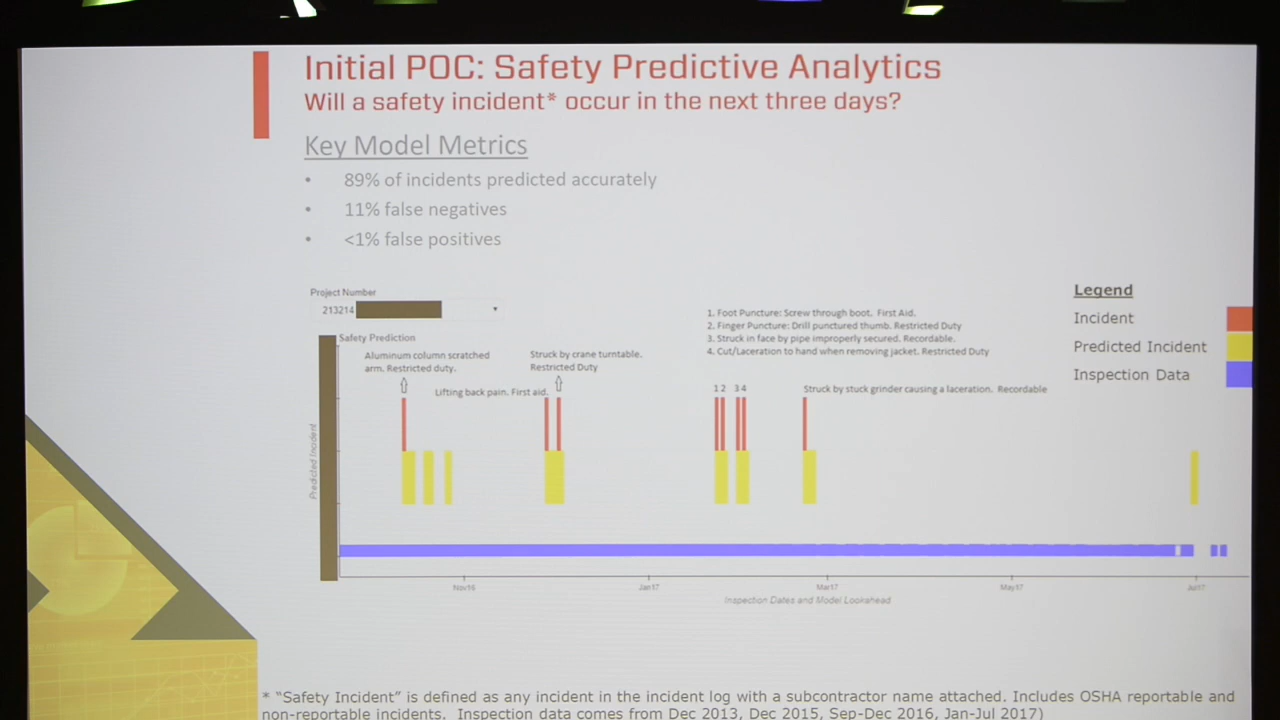 Initial POC: Safety Predictive Analytics
Will a safety incident* occur in the next three days?
Key Model Metrics
• 89% of incidents predicted accurately
• 11% false negatives
• <1% false positives
Project Number
213214
Safety Prediction
Aluminum column scratched
arm. Restricted duty.
Lifting back pain. First aid.
Struck by crane turntable.
Restricted Duty
1. Foot Puncture: Screw through boot. First Aid.
2. Finger Puncture: Drill punctured thumb. Restricted Duty
3. Struck in face by pipe improperly secured. Recordable.
4. Cut/Laceration to hand when removing jacket. Restricted Duty
1 2 3 4
Struck by stuck grinder causing a laceration. Recordable
Legend
Incident
Predicted Incident
Inspection Data
Predicted Incident
Nov16 Jan17 Mar17 May17 Jul17
Inspection Dates and Model Lookahead
* “Safety Incident” is defined as any incident in the incident log with a subcontractor name attached. Includes OSHA reportable and
non-reportable incidents. Inspection data comes from Dec 2013, Dec 2015, Sep-Dec 2016, Jan-Jul 2017)